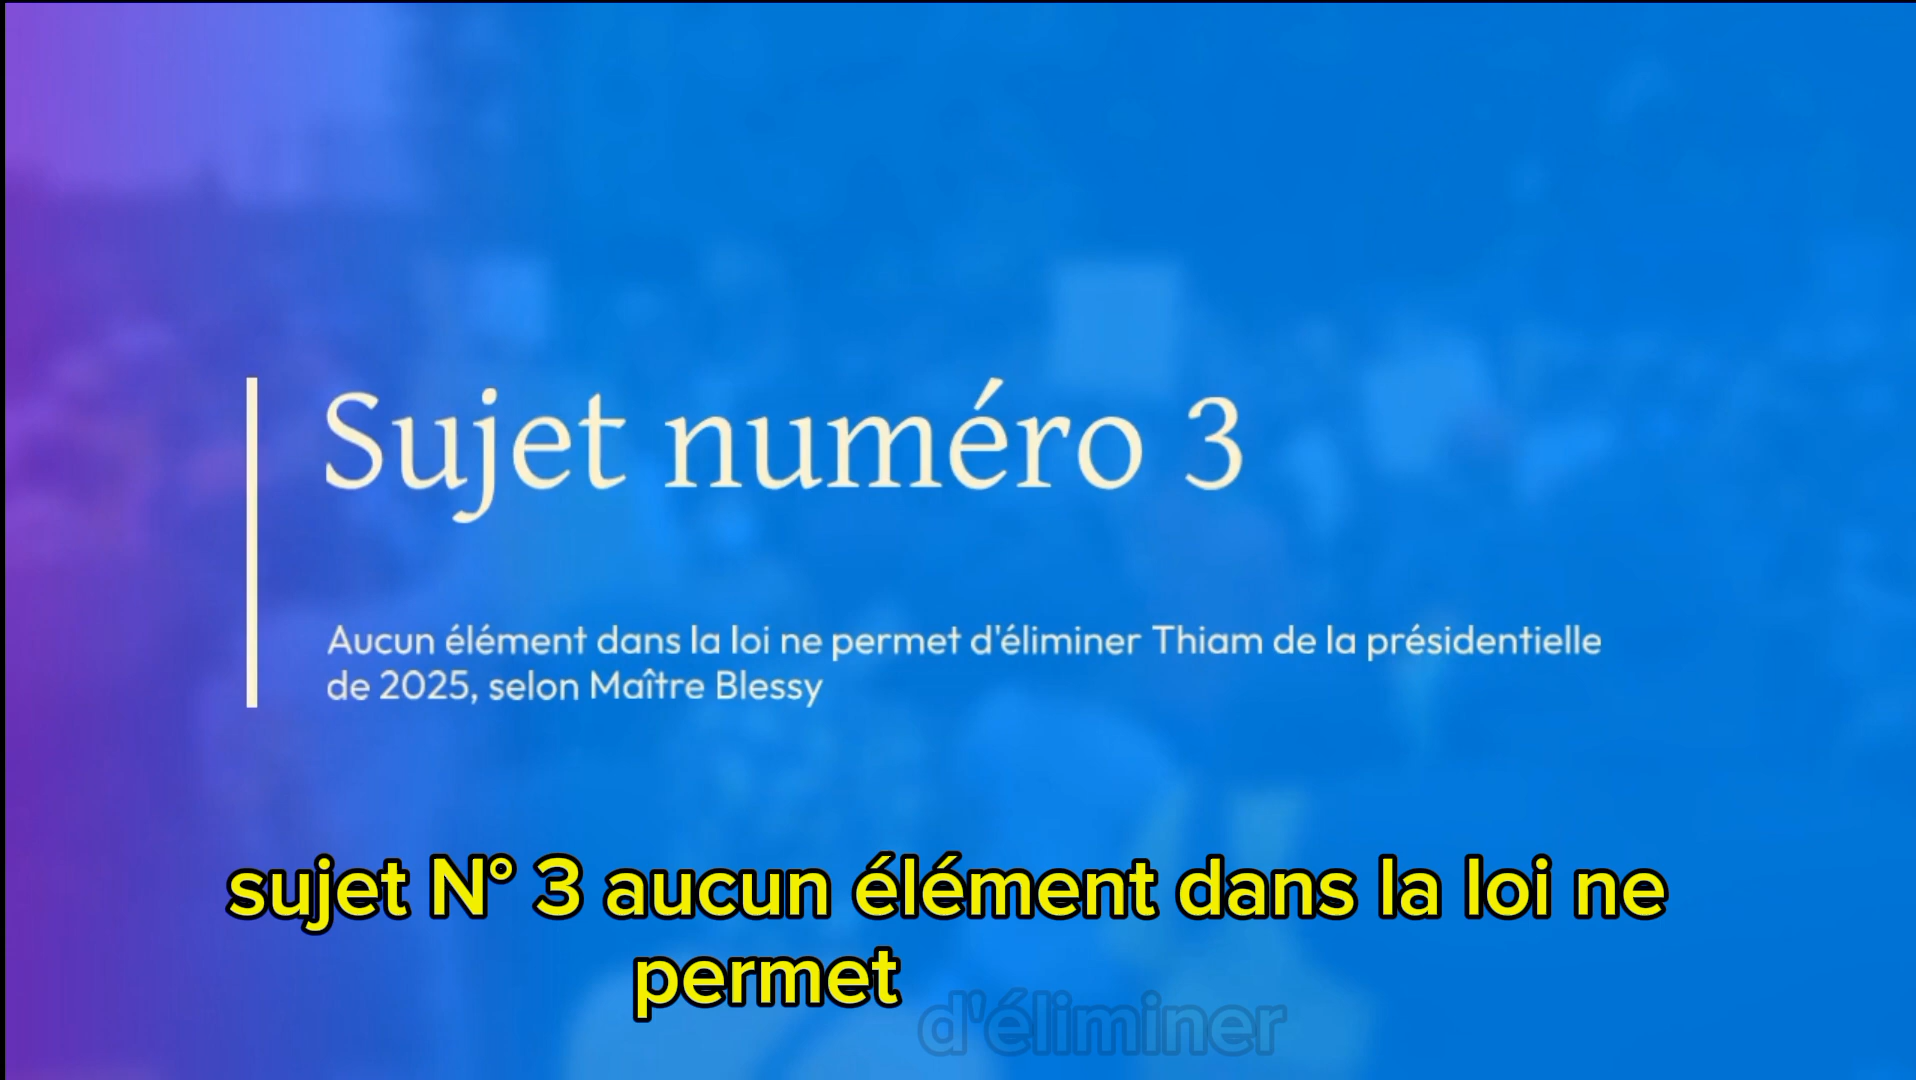 Sujet numéro 3
Aucun élément dans la loi ne permet d'éliminer Thiam de la présidentielle
de 2025, selon Maître Blessy
sujet N° 3 aucun élément dans la loi ne
permet d'éliminer